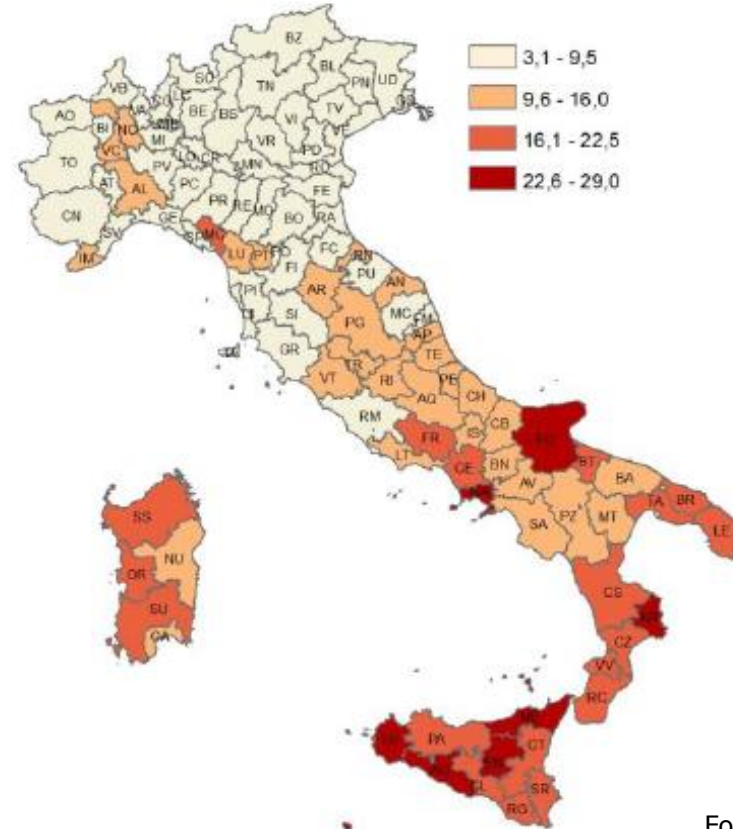 3,1 - 9,5
9,6 - 16,0
16,1 - 22,5
22,6 - 29,0
BZ
SO
BL
VB
TN
PN
UD
AO
VA
BE
BS
TV
BI
NO
VI
VC
MI
VR
PD
TO
PV
LO
CR
MN
RO
AT
AL
PC
FE
PR
RE
MO
CN
GE
BO
RA
SV
SP
MS
FC
IM
LU
PT
PO
RN
FI
PU
PI
AN
AR
LI
SI
MC
PG
FM
AP
GR
TE
TR
VT
RI
PE
AQ
CH
RM
CB
FR
IS
LT
CE
BN
BT
AV
BA
SS
SA
PZ
MT
TA
BR
LE
NU
OR
CS
SU
CA
CZ
VV
RC
PA
CT
SR
RG
Fo